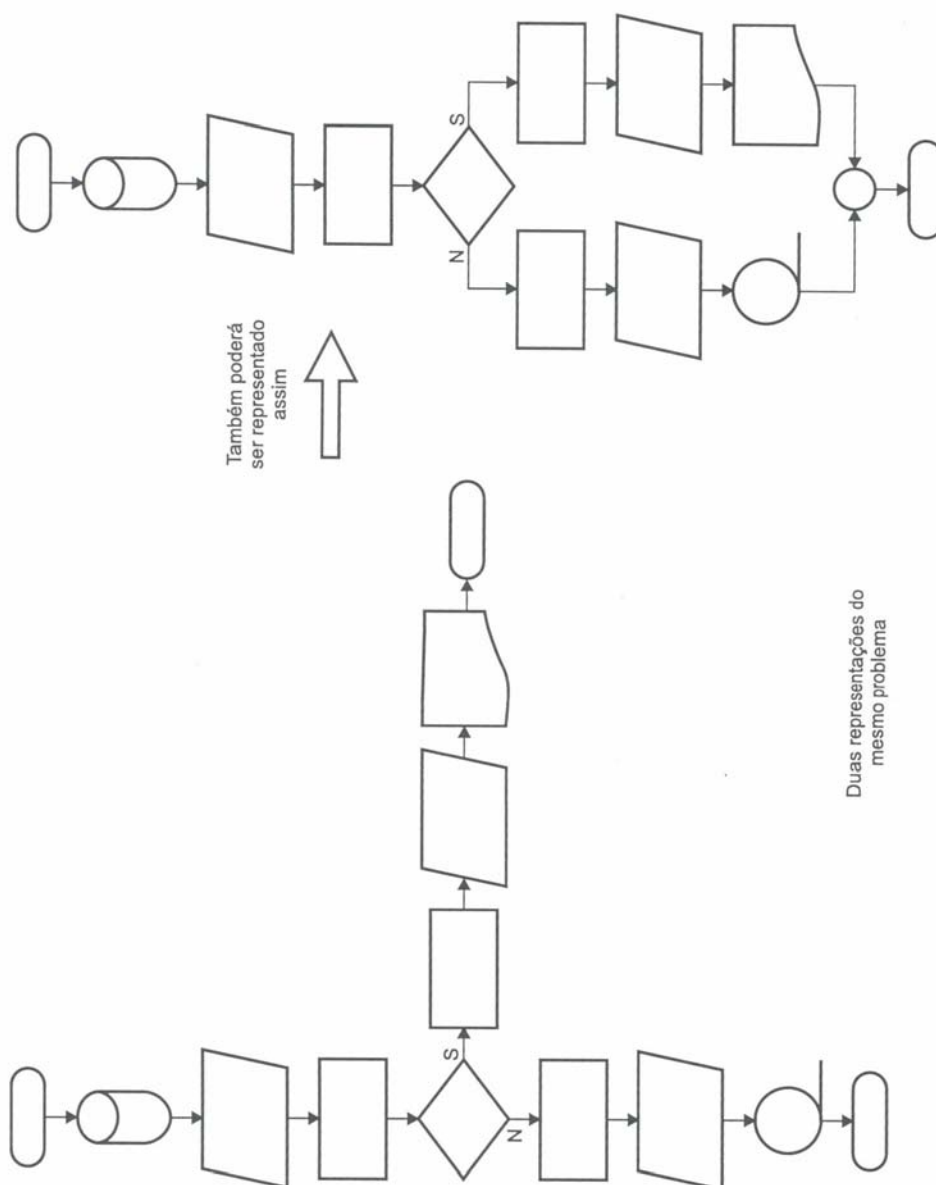 Também poderá
ser representado
assim
S
N
S
N
Duas representações do
mesmo problema